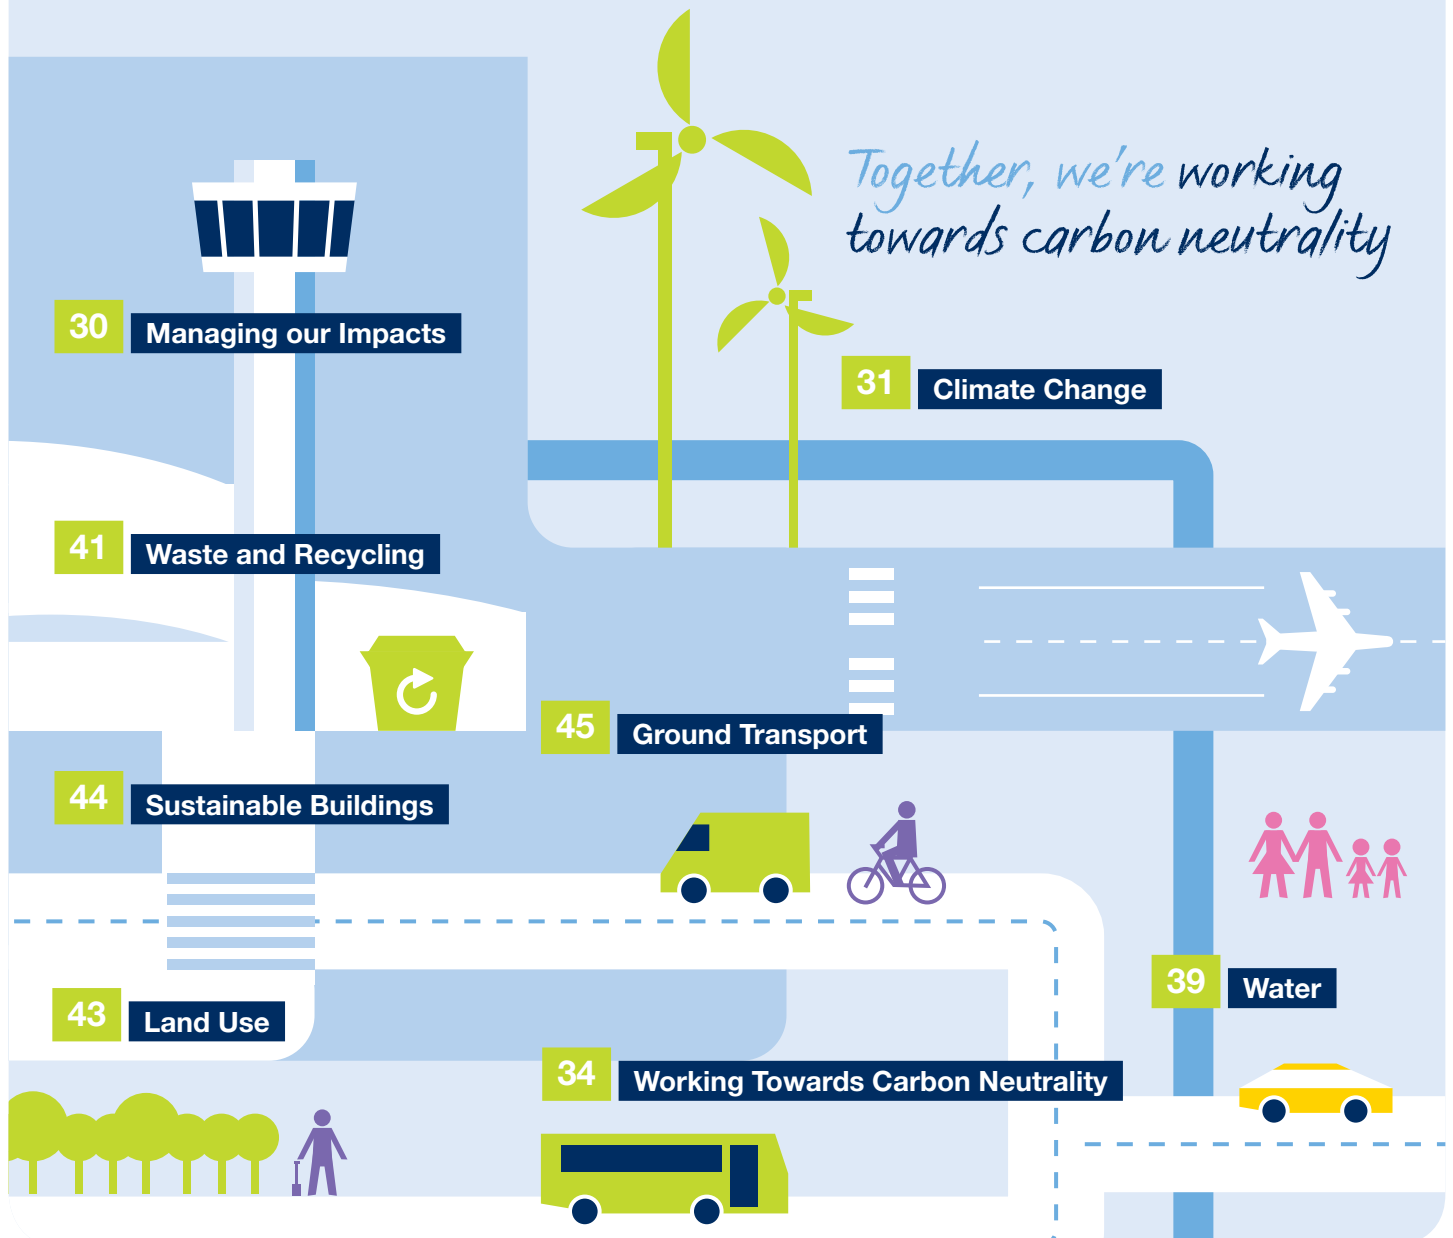 Together, we're working
towards carbon neutrality
30 Managing our Impacts
31 Climate Change
41 Waste and Recycling
45 Ground Transport
44 Sustainable Buildings
39 Water
43 Land Use
34 Working Towards Carbon Neutrality